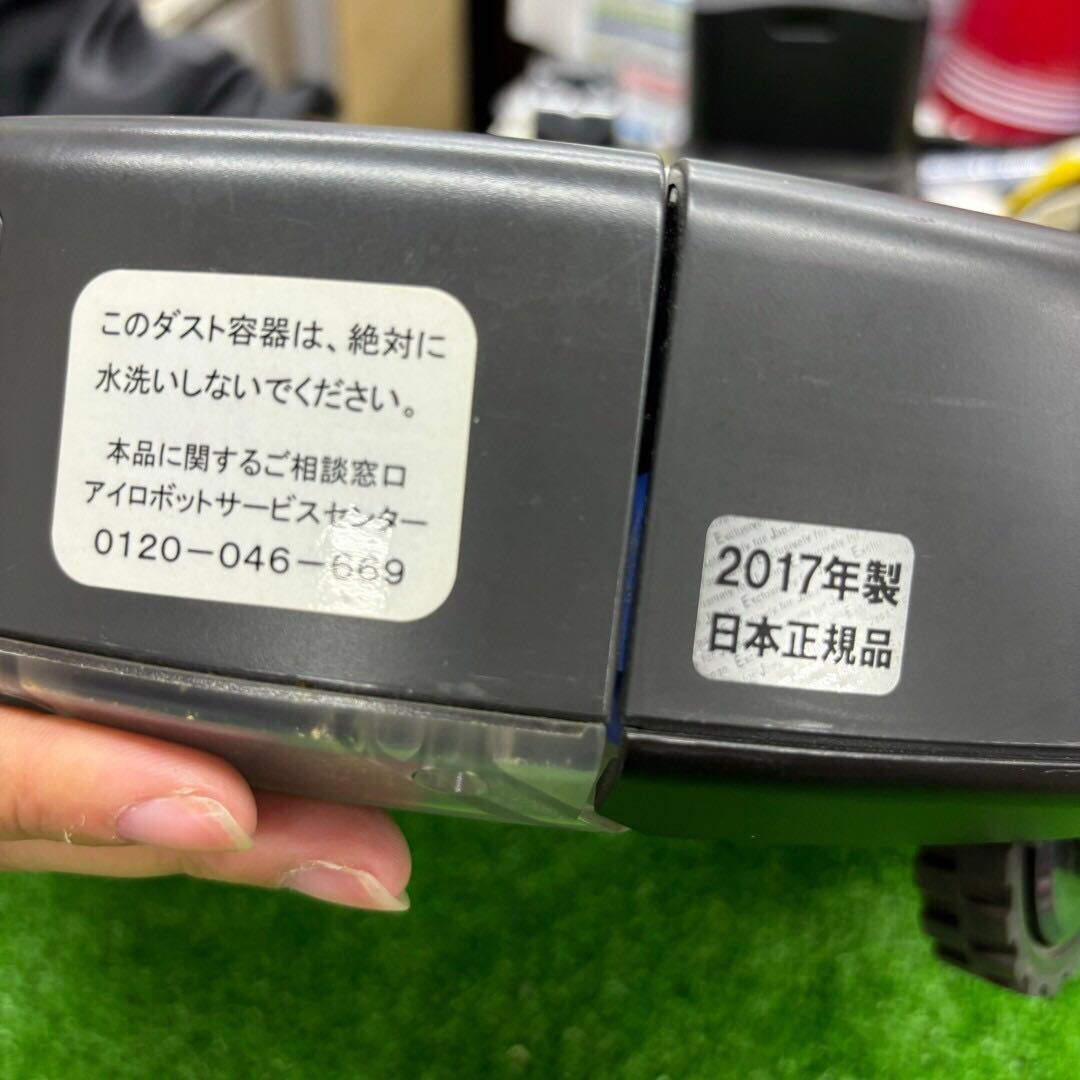 このダスト容器は、絶対に
水洗いしないでください。
本品に関するご相談窓口
アイロボットサービスセンター
0120-046-669
2017年製
日本正規品